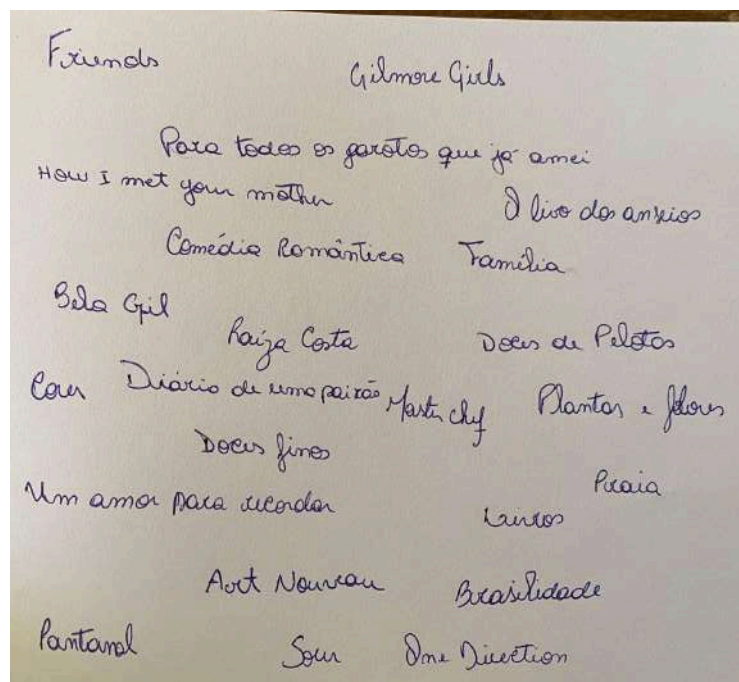 Friends Gilmore Girls
Para todos os garotos que já amei
How I met your mother O livro dos anseios
Comédia Romântica Família
Bela Gil
Raiza Costa Doces de Pelotas
Cores Diário de uma paixão Masterchef Plantas e flores
Doces finos
Praia
Um amor para recordar Livros
Art Nouveau Brasilidade
Pantanal Sour One Direction